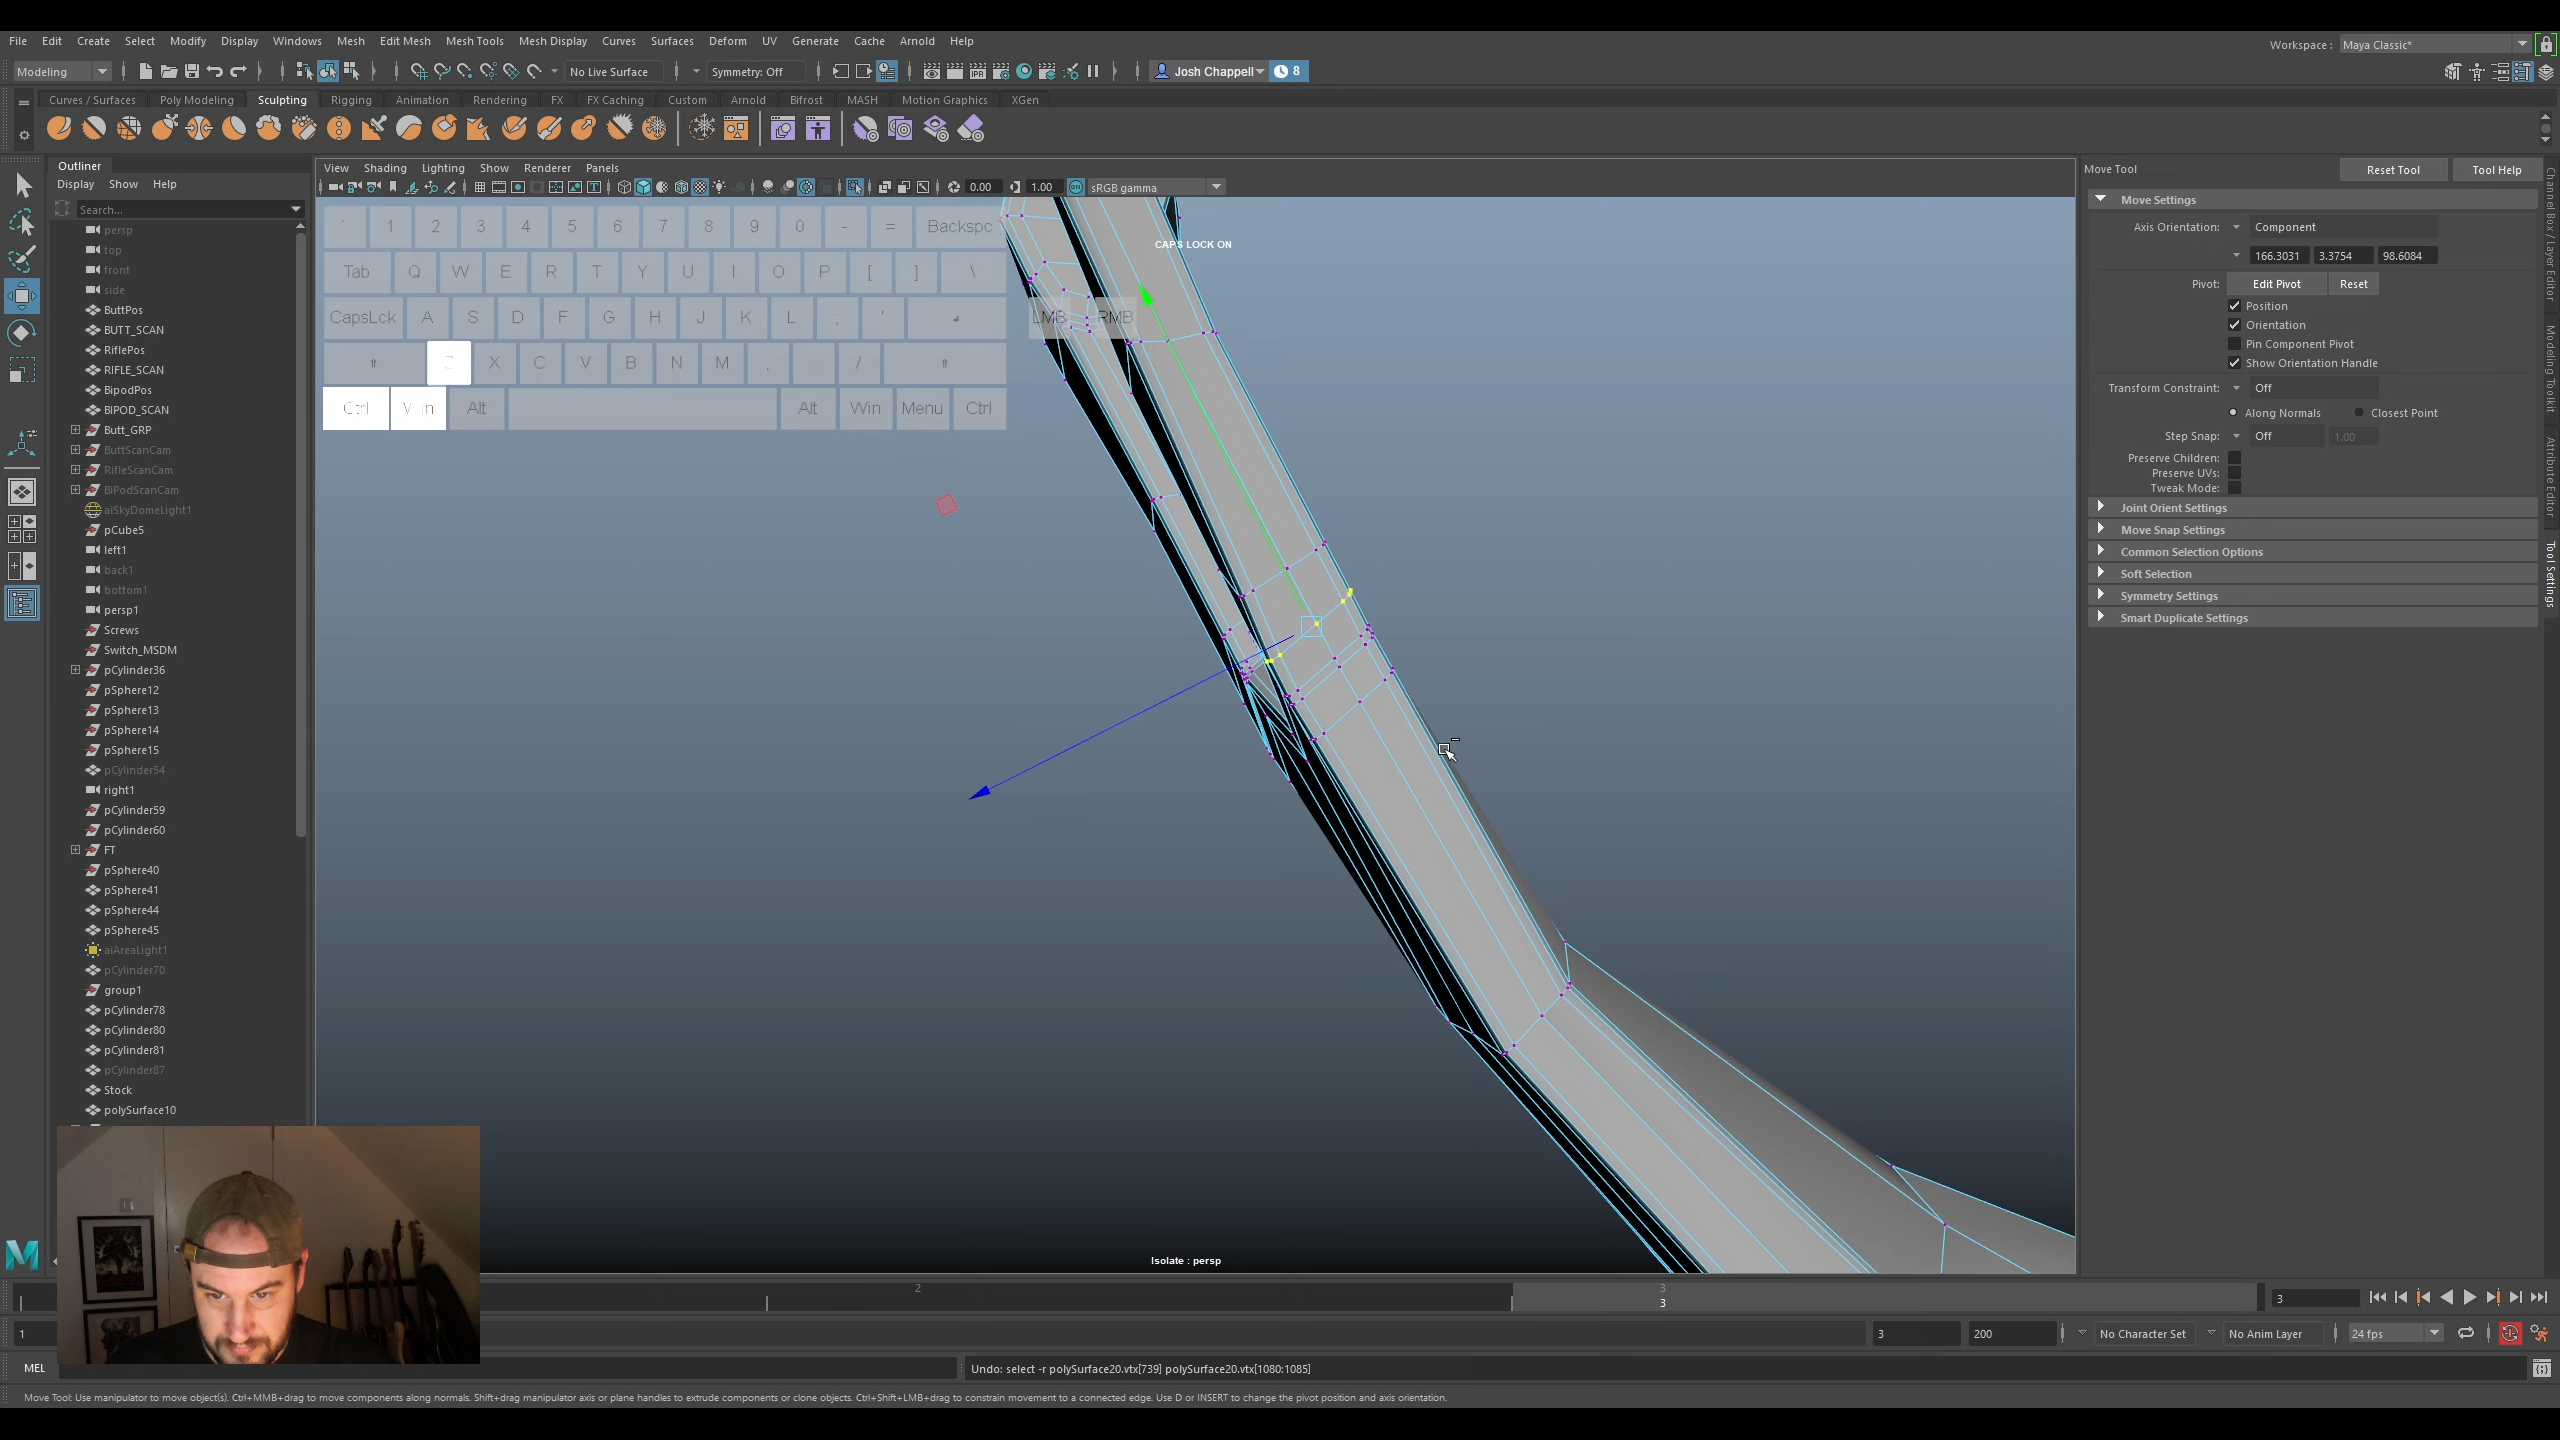 File Edit Create Select Modify Display Windows Mesh Edit Mesh Mesh Tools Mesh Display Curves Surfaces Deform UV Generate Cache Arnold Help
Workspace : Maya Classic*
Modeling No Live Surface Symmetry: Off Josh Chappell 8
Curves / Surfaces Poly Modeling Sculpting Rigging Animation Rendering FX FX Caching Custom Arnold Bifrost MASH Motion Graphics XGen
Outliner
Display Show Help
Search...
persp
top
front
side
ButtPos
BUTT_SCAN
RiflePos
RIFLE_SCAN
BipodPos
BIPOD_SCAN
Butt_GRP
ButtScanCam
RifleScanCam
BiPodScanCam
aiSkyDomeLight1
pCube5
left1
back1
bottom1
persp1
Screws
Switch_MSDM
pCylinder36
pSphere12
pSphere13
pSphere14
pSphere15
pCylinder54
right1
pCylinder59
pCylinder60
FT
pSphere40
pSphere41
pSphere44
pSphere45
aiAreaLight1
pCylinder70
group1
pCylinder78
pCylinder80
pCylinder81
pCylinder87
Stock
polySurface10
View Shading Lighting Show Renderer Panels
0.00 1.00 sRGB gamma
` 1 2 3 4 5 6 7 8 9 0 - = Backspc
Tab Q W E R T Y U I O P [ ] \
CapsLck A S D F G H J K L ; '
LMB RMB
Z X C V B N M , . /
Ctrl Win Alt Alt Win Menu Ctrl
CAPS LOCK ON
Isolate : persp
Move Tool Reset Tool Tool Help
Move Settings
Axis Orientation: Component
166.3031 3.3754 98.6084
Pivot: Edit Pivot Reset
Position
Orientation
Pin Component Pivot
Show Orientation Handle
Transform Constraint: Off
Along Normals Closest Point
Step Snap: Off 1.00
Preserve Children:
Preserve UVs:
Tweak Mode:
Joint Orient Settings
Move Snap Settings
Common Selection Options
Soft Selection
Symmetry Settings
Smart Duplicate Settings
Channel Box / Layer Editor
Modeling Toolkit
Attribute Editor
Tool Settings
2 3
3
3
1 3 200 No Character Set No Anim Layer 24 fps
MEL Undo: select -r polySurface20.vtx[739] polySurface20.vtx[1080:1085]
Move Tool: Use manipulator to move object(s). Ctrl+MMB+drag to move components along normals. Shift+drag manipulator axis or plane handles to extrude components or clone objects. Ctrl+Shift+LMB+drag to constrain movement to a connected edge. Use D or INSERT to change the pivot position and axis orientation.